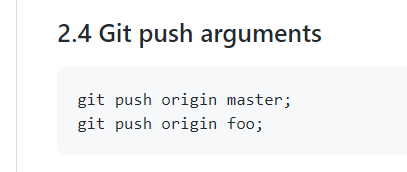 2.4 Git push arguments
git push origin master;
git push origin foo;